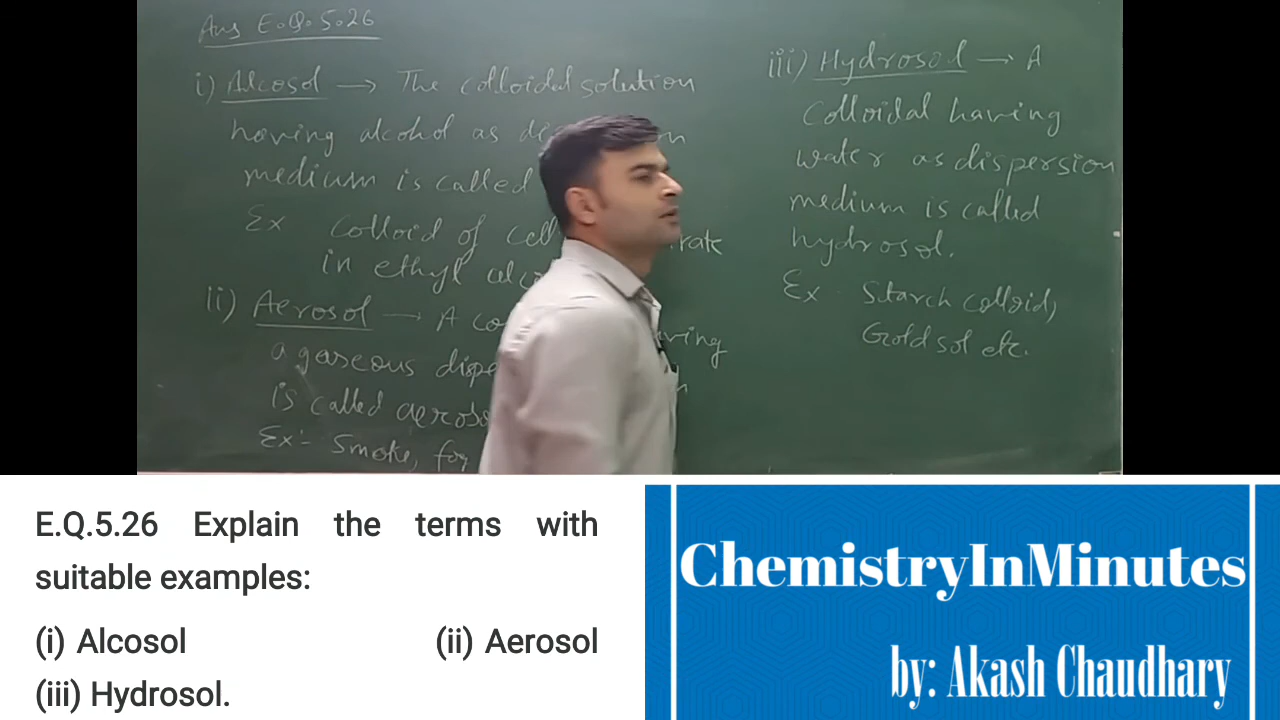 Ans E.Q. 5.26
i) Alcosol → The colloidal solution
having alcohol as
medium is called
Ex Colloid of
in ethyl
ii) Aerosol → A
a gaseous
is called
Ex:- Smoke, fog
iii) Hydrosol → A
Colloidal having
water as dispersion
medium is called
hydrosol.
Ex Starch colloid,
Gold sol etc.
E.Q.5.26 Explain the terms with
suitable examples:
(i) Alcosol (ii) Aerosol
(iii) Hydrosol.
ChemistryInMinutes
by: Akash Chaudhary